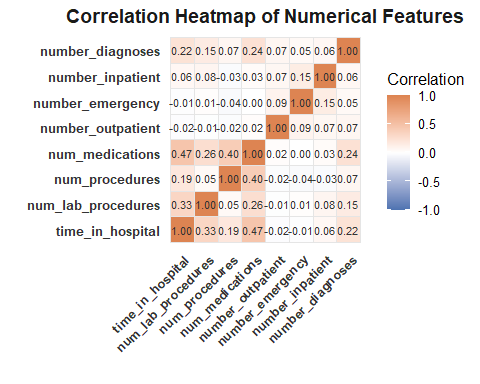 Correlation Heatmap of Numerical Features
number_diagnoses 0.22 0.15 0.07 0.24 0.07 0.05 0.06 1.00
number_inpatient 0.06 0.08 -0.03 0.03 0.07 0.15 1.00 0.06
number_emergency -0.01 0.01 -0.04 0.00 0.09 1.00 0.15 0.05
number_outpatient -0.02 -0.01 -0.02 0.02 1.00 0.09 0.07 0.07
num_medications 0.47 0.26 0.40 1.00 0.02 0.00 0.03 0.24
num_procedures 0.19 0.05 1.00 0.40 -0.02 -0.04 -0.03 0.07
num_lab_procedures 0.33 1.00 0.05 0.26 -0.01 0.01 0.08 0.15
time_in_hospital 1.00 0.33 0.19 0.47 -0.02 -0.01 0.06 0.22
time_in_hospital
num_lab_procedures
num_procedures
num_medications
number_outpatient
number_emergency
number_inpatient
number_diagnoses
Correlation
1.0
0.5
0.0
-0.5
-1.0